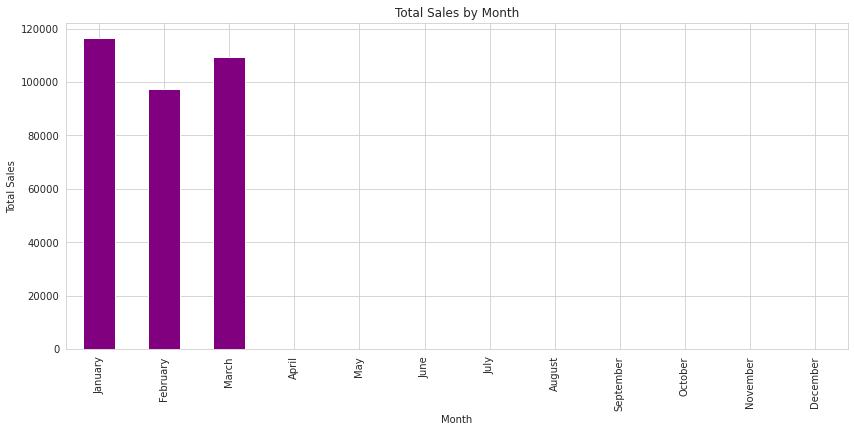 Total Sales by Month
Total Sales
120000
100000
80000
60000
40000
20000
0
January
February
March
April
May
June
July
August
September
October
November
December
Month